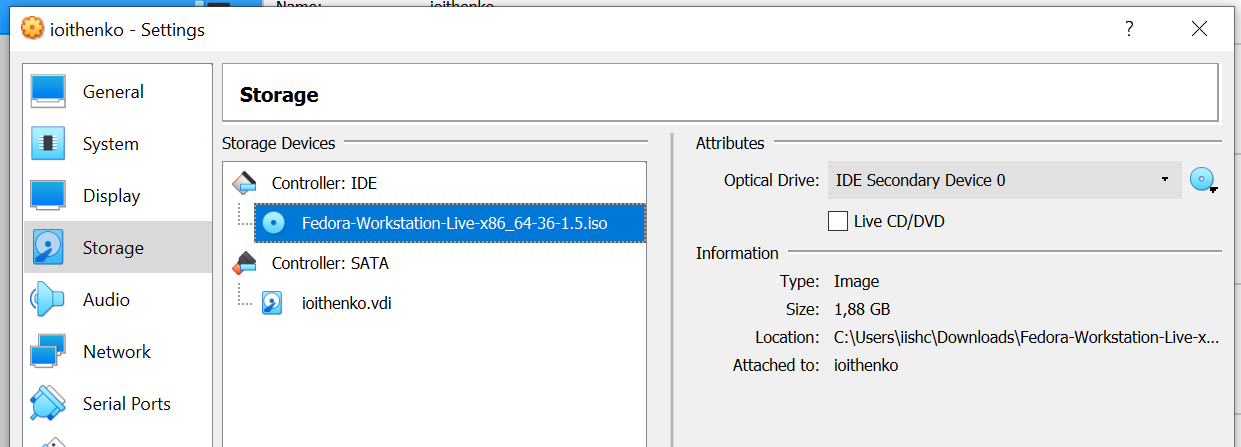 Name: ioithenko
ioithenko - Settings
?
General
System
Display
Storage
Audio
Network
Serial Ports
Storage
Storage Devices
Controller: IDE
Fedora-Workstation-Live-x86_64-36-1.5.iso
Controller: SATA
ioithenko.vdi
Attributes
Optical Drive: IDE Secondary Device 0
Live CD/DVD
Information
Type: Image
Size: 1,88 GB
Location: C:\Users\iishc\Downloads\Fedora-Workstation-Live-x...
Attached to: ioithenko